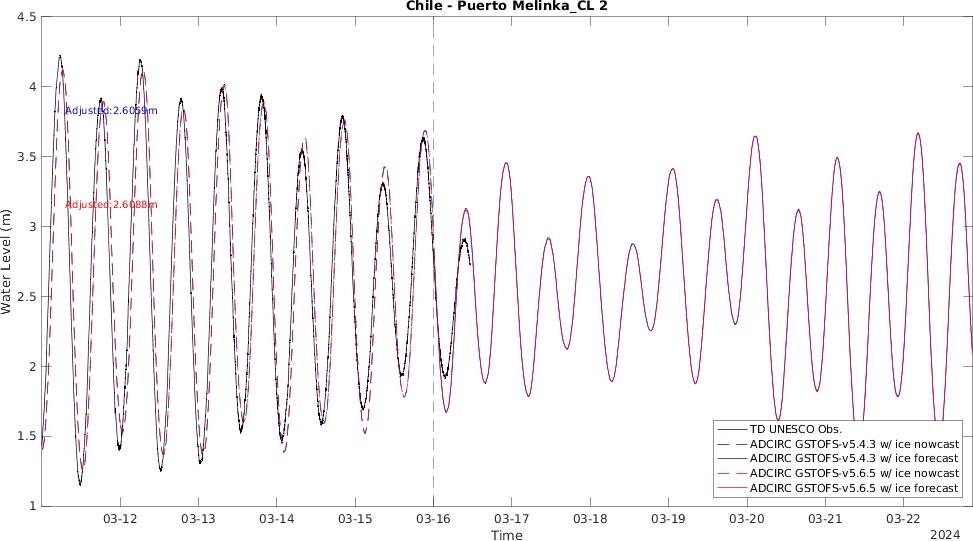 Chile - Puerto Melinka_CL 2
4.5
4
3.5
3
2.5
2
1.5
1
Water Level (m)
Adjusted:2.6059m
Adjusted:2.6088m
TD UNESCO Obs.
ADCIRC GSTOFS-v5.4.3 w/ ice nowcast
ADCIRC GSTOFS-v5.4.3 w/ ice forecast
ADCIRC GSTOFS-v5.6.5 w/ ice nowcast
ADCIRC GSTOFS-v5.6.5 w/ ice forecast
03-12 03-13 03-14 03-15 03-16 03-17 03-18 03-19 03-20 03-21 03-22
Time
2024